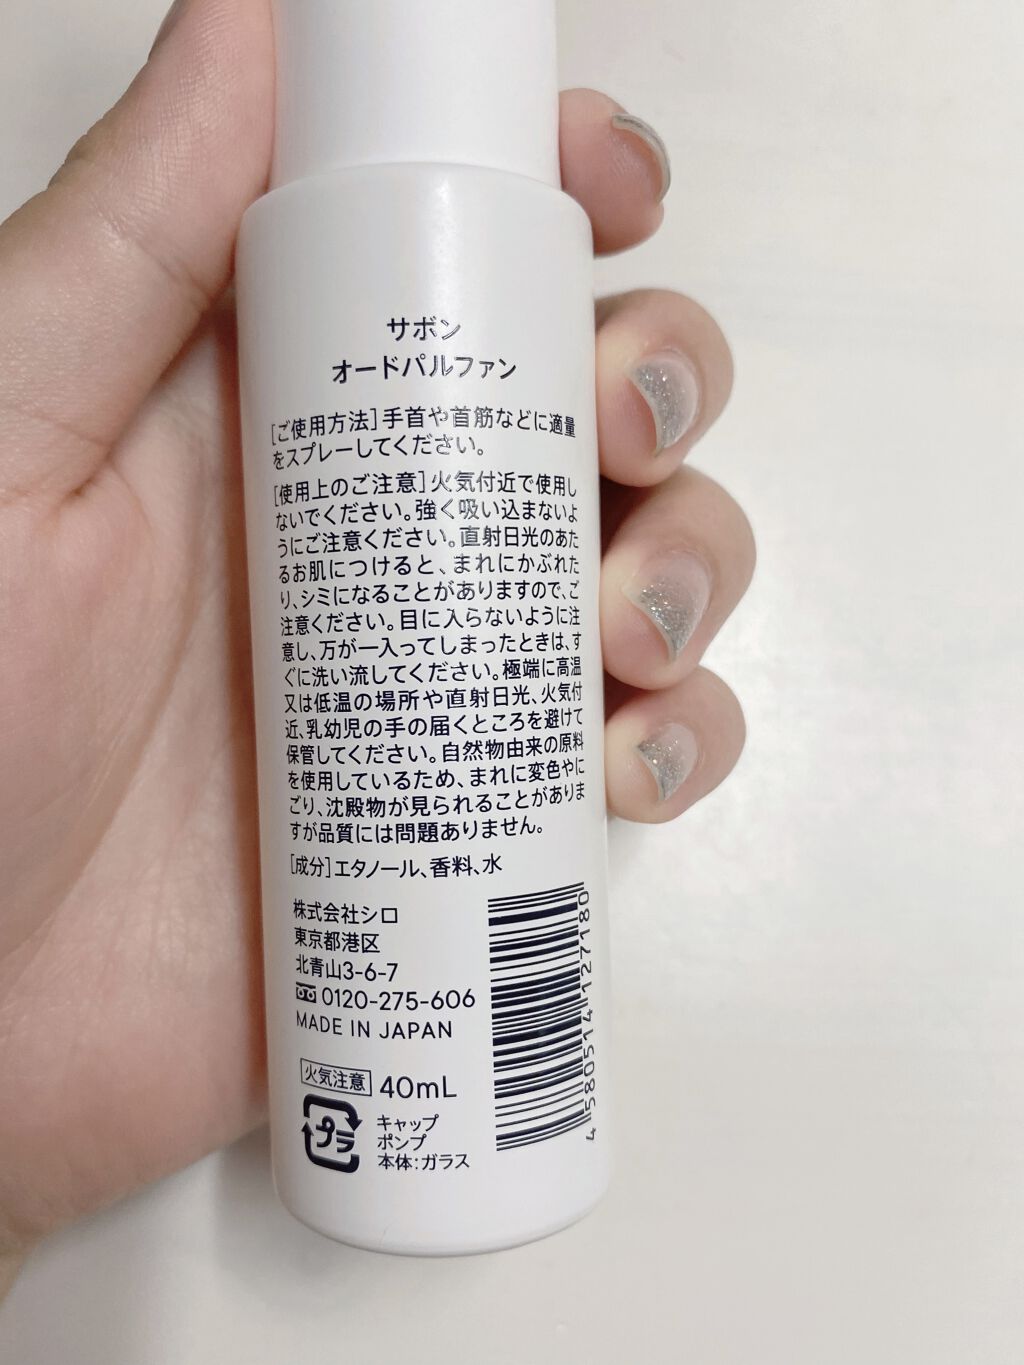 サボン
オードパルファン
[ご使用方法]手首や首筋などに適量
をスプレーしてください。
[使用上のご注意]火気付近で使用し
ないでください。強く吸い込まないよ
うにご注意ください。直射日光のあた
るお肌につけると、まれにかぶれた
り、シミになることがありますので、ご
注意ください。目に入らないように注
意し、万が一入ってしまったときは、す
ぐに洗い流してください。極端に高温
又は低温の場所や直射日光、火気付
近、乳幼児の手の届くところを避けて
保管してください。自然物由来の原料
を使用しているため、まれに変色やに
ごり、沈殿物が見られることがありま
すが品質には問題ありません。
[成分]エタノール、香料、水
株式会社シロ
東京都港区
北青山3-6-7
0120-275-606
MADE IN JAPAN
火気注意 40mL
プラ
キャップ
ポンプ
本体:ガラス
4580514127180